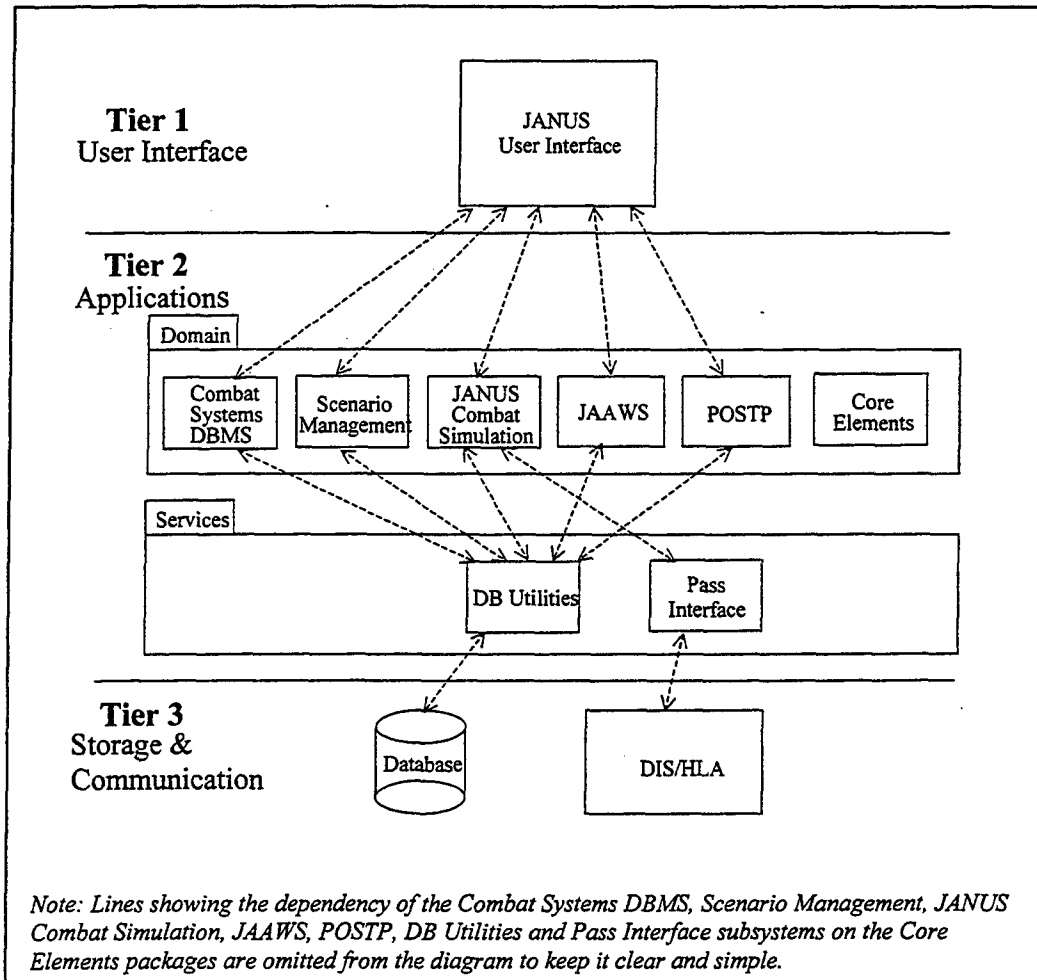 Tier 1
User Interface
JANUS
User Interface
Tier 2
Applications
Domain
Combat
Systems
DBMS
Scenario
Management
JANUS
Combat
Simulation
JAAWS
POSTP
Core
Elements
Services
DB Utilities
Pass
Interface
Tier 3
Storage &
Communication
Database
DIS/HLA
Note: Lines showing the dependency of the Combat Systems DBMS, Scenario Management, JANUS
Combat Simulation, JAAWS, POSTP, DB Utilities and Pass Interface subsystems on the Core
Elements packages are omitted from the diagram to keep it clear and simple.